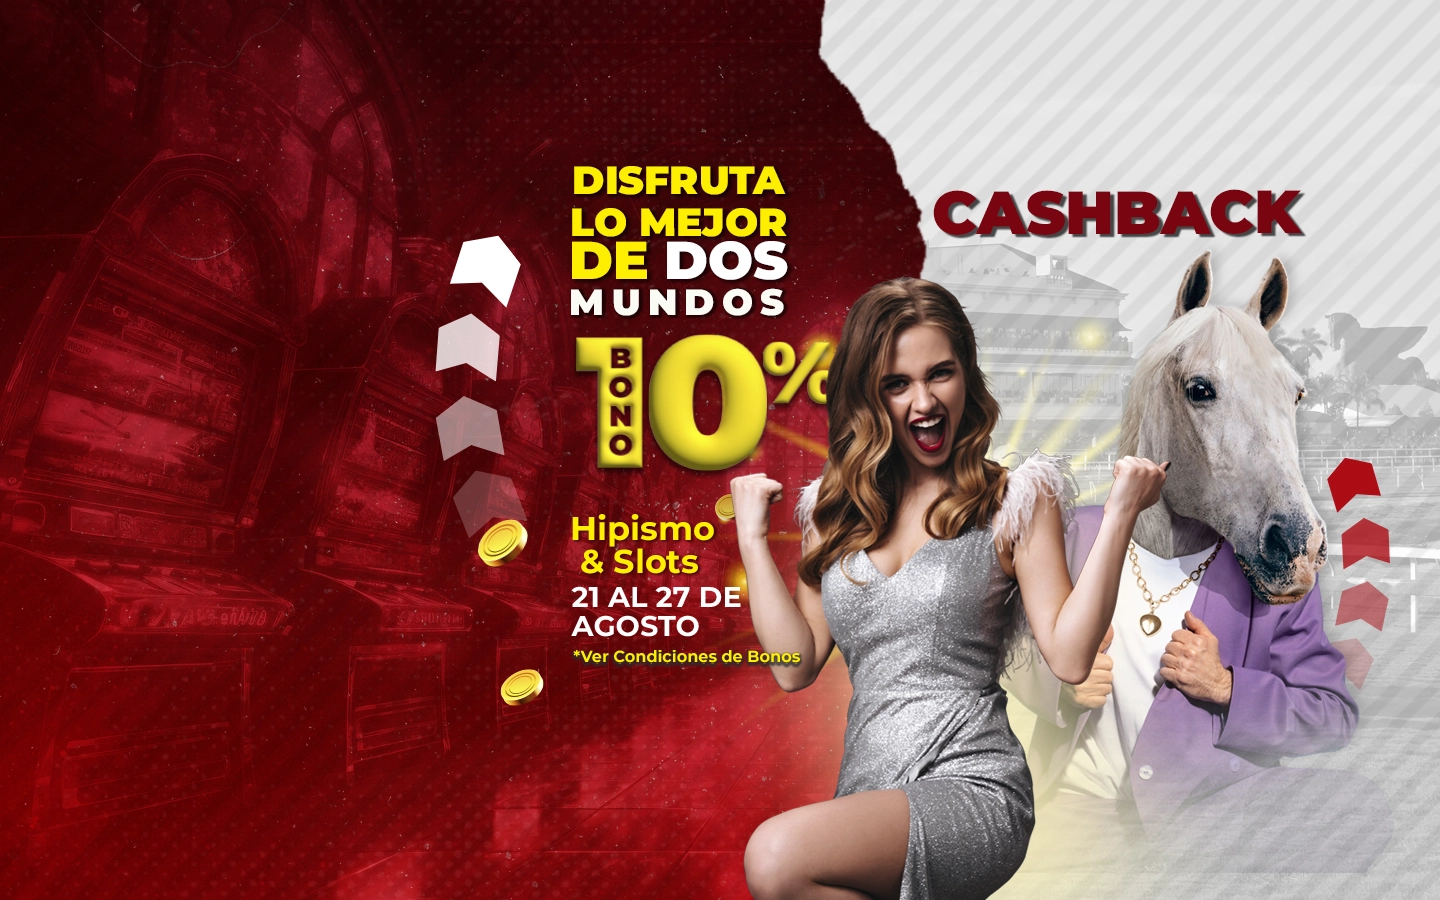 DISFRUTA
LO MEJOR
DE DOS
MUNDOS
BONO
10%
Hipismo
& Slots
21 AL 27 DE
AGOSTO
*Ver Condiciones de Bonos
CASHBACK